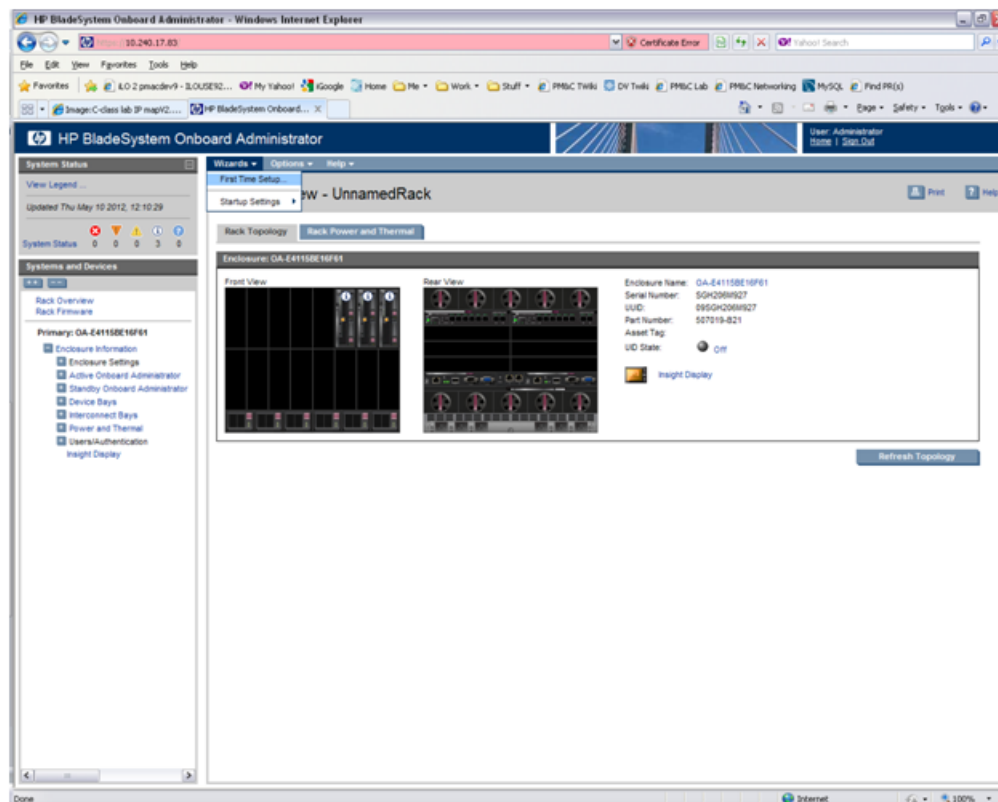 HP BladeSystem Onboard Administrator - Windows Internet Explorer
10.240.17.83
Certificate Error
Yahoo! Search
File Edit View Favorites Tools Help
Favorites
iLO 2 pmacdev9 - ILOUSE92...
My Yahoo!
iGoogle
Home
Me
Work
Stuff
PM&C TWiki
DV Twiki
PM&C Lab
PM&C Networking
MySQL
Find PR(s)
Image:C-class lab IP mapV2....
HP BladeSystem Onboard...
Page Safety Tools
HP BladeSystem Onboard Administrator
User: Administrator
Home | Sign Out
System Status
Wizards Options Help
View Legend ...
First Time Setup...
Startup Settings
ew - UnnamedRack
Print
Help
Updated Thu May 10 2012, 12:10:29
System Status 0 0 0 3 0
Rack Topology
Rack Power and Thermal
Enclosure: OA-E4115BE16F61
Systems and Devices
Rack Overview
Rack Firmware
Primary: OA-E4115BE16F61
Enclosure Information
Enclosure Settings
Active Onboard Administrator
Standby Onboard Administrator
Device Bays
Interconnect Bays
Power and Thermal
Users/Authentication
Insight Display
Front View
Rear View
Enclosure Name: OA-E4115BE16F61
Serial Number: SGH206M927
UUID: 09SGH206M927
Part Number: 507019-B21
Asset Tag:
UID State: Off
Insight Display
Refresh Topology
Done
Internet
100%